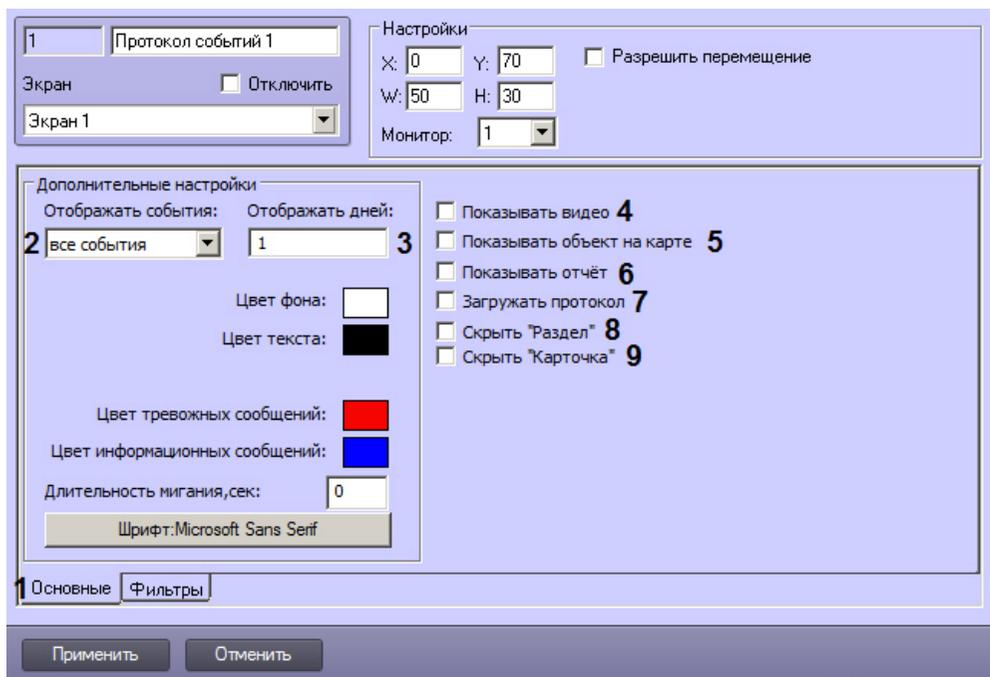 1 Протокол событий 1
Экран Отключить
Экран 1
Настройки
X: 0 Y: 70 Разрешить перемещение
W: 50 H: 30
Монитор: 1
Дополнительные настройки
Отображать события: Отображать дней:
2 все события 1 3
Цвет фона:
Цвет текста:
Цвет тревожных сообщений:
Цвет информационных сообщений:
Длительность мигания,сек: 0
Шрифт:Microsoft Sans Serif
Показывать видео 4
Показывать объект на карте 5
Показывать отчёт 6
Загружать протокол 7
Скрыть "Раздел" 8
Скрыть "Карточка" 9
1 Основные Фильтры
Применить Отменить